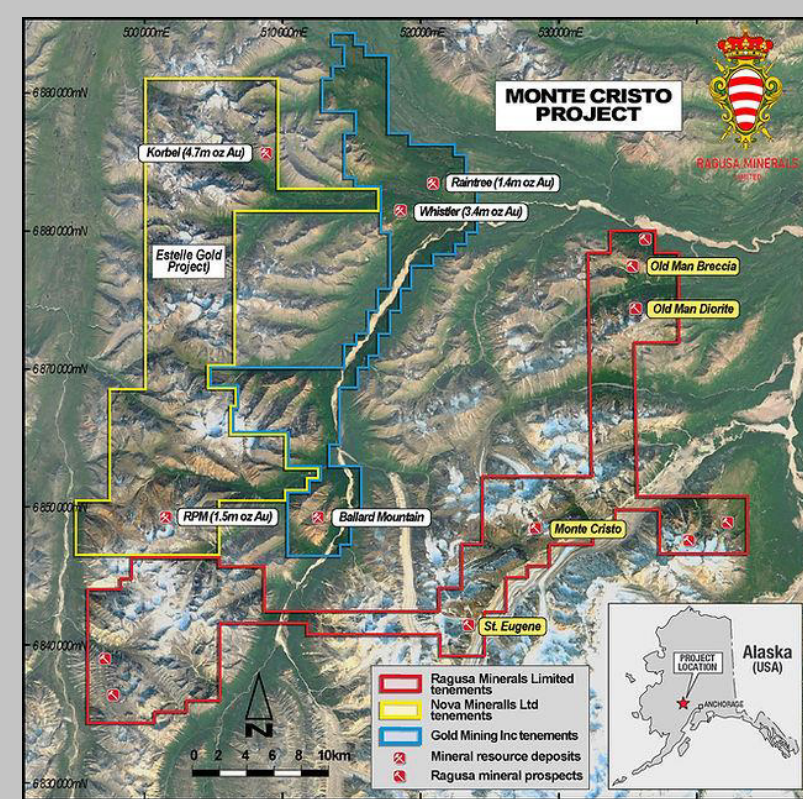 500000mE
510000mE
520000mE
530000mE
6880000mN
6880000mN
6870000mN
6850000mN
6840000mN
6830000mN
MONTE CRISTO
PROJECT
RAGUSA MINERALS
LIMITED
Korbel (4.7m oz Au)
Raintree (1.4m oz Au)
Whistler (3.4m oz Au)
Estelle Gold
Project)
Old Man Breccia
Old Man Diorite
RPM (1.5m oz Au)
Ballard Mountain
Monte Cristo
St. Eugene
N
0 2 4 6 8 10km
Ragusa Minerals Limited
tenements
Nova Mineralls Ltd
tenements
Gold Mining Inc tenements
Mineral resource deposits
Ragusa mineral prospects
Alaska
(USA)
PROJECT
LOCATION
ANCHORAGE